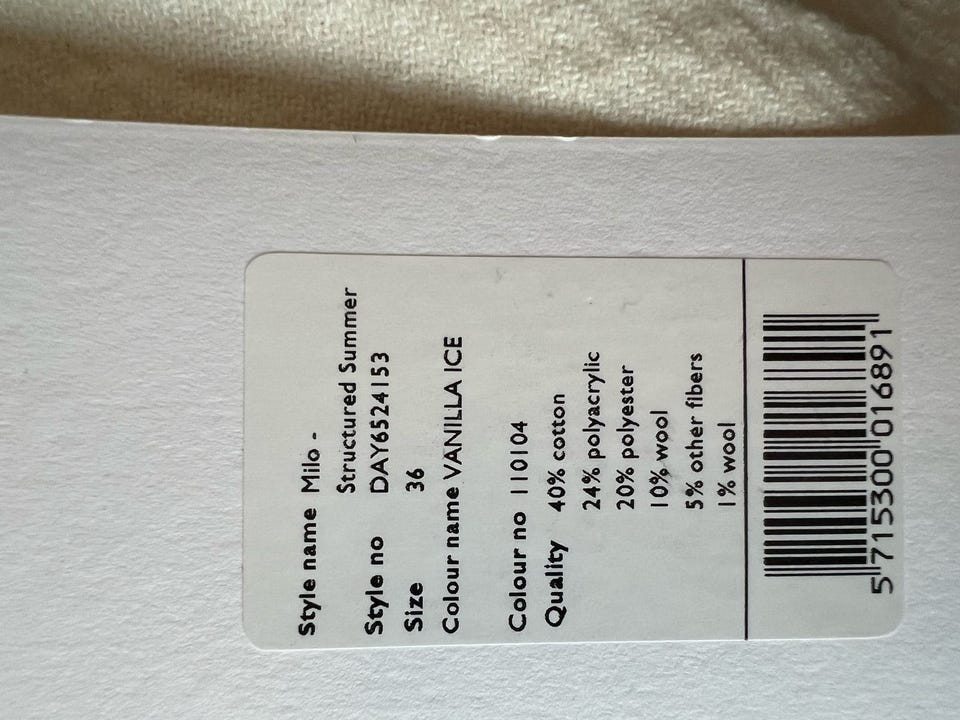 Style name Milo -
Structured Summer
Style no DAY6524153
Size 36
Colour name VANILLA ICE
Colour no 110104
Quality 40% cotton
24% polyacrylic
20% polyester
10% wool
5% other fibers
1% wool
5 715300 016891